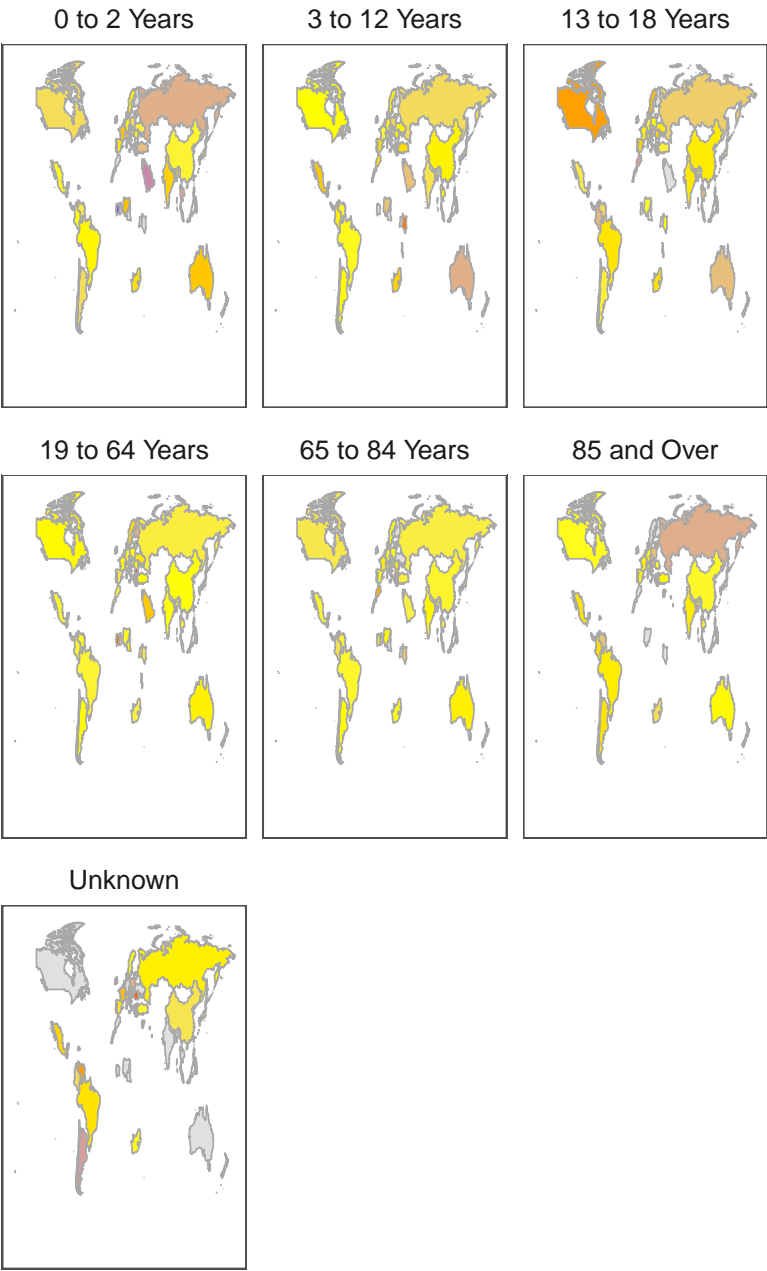 0 to 2 Years
3 to 12 Years
13 to 18 Years
19 to 64 Years
65 to 84 Years
85 and Over
Unknown